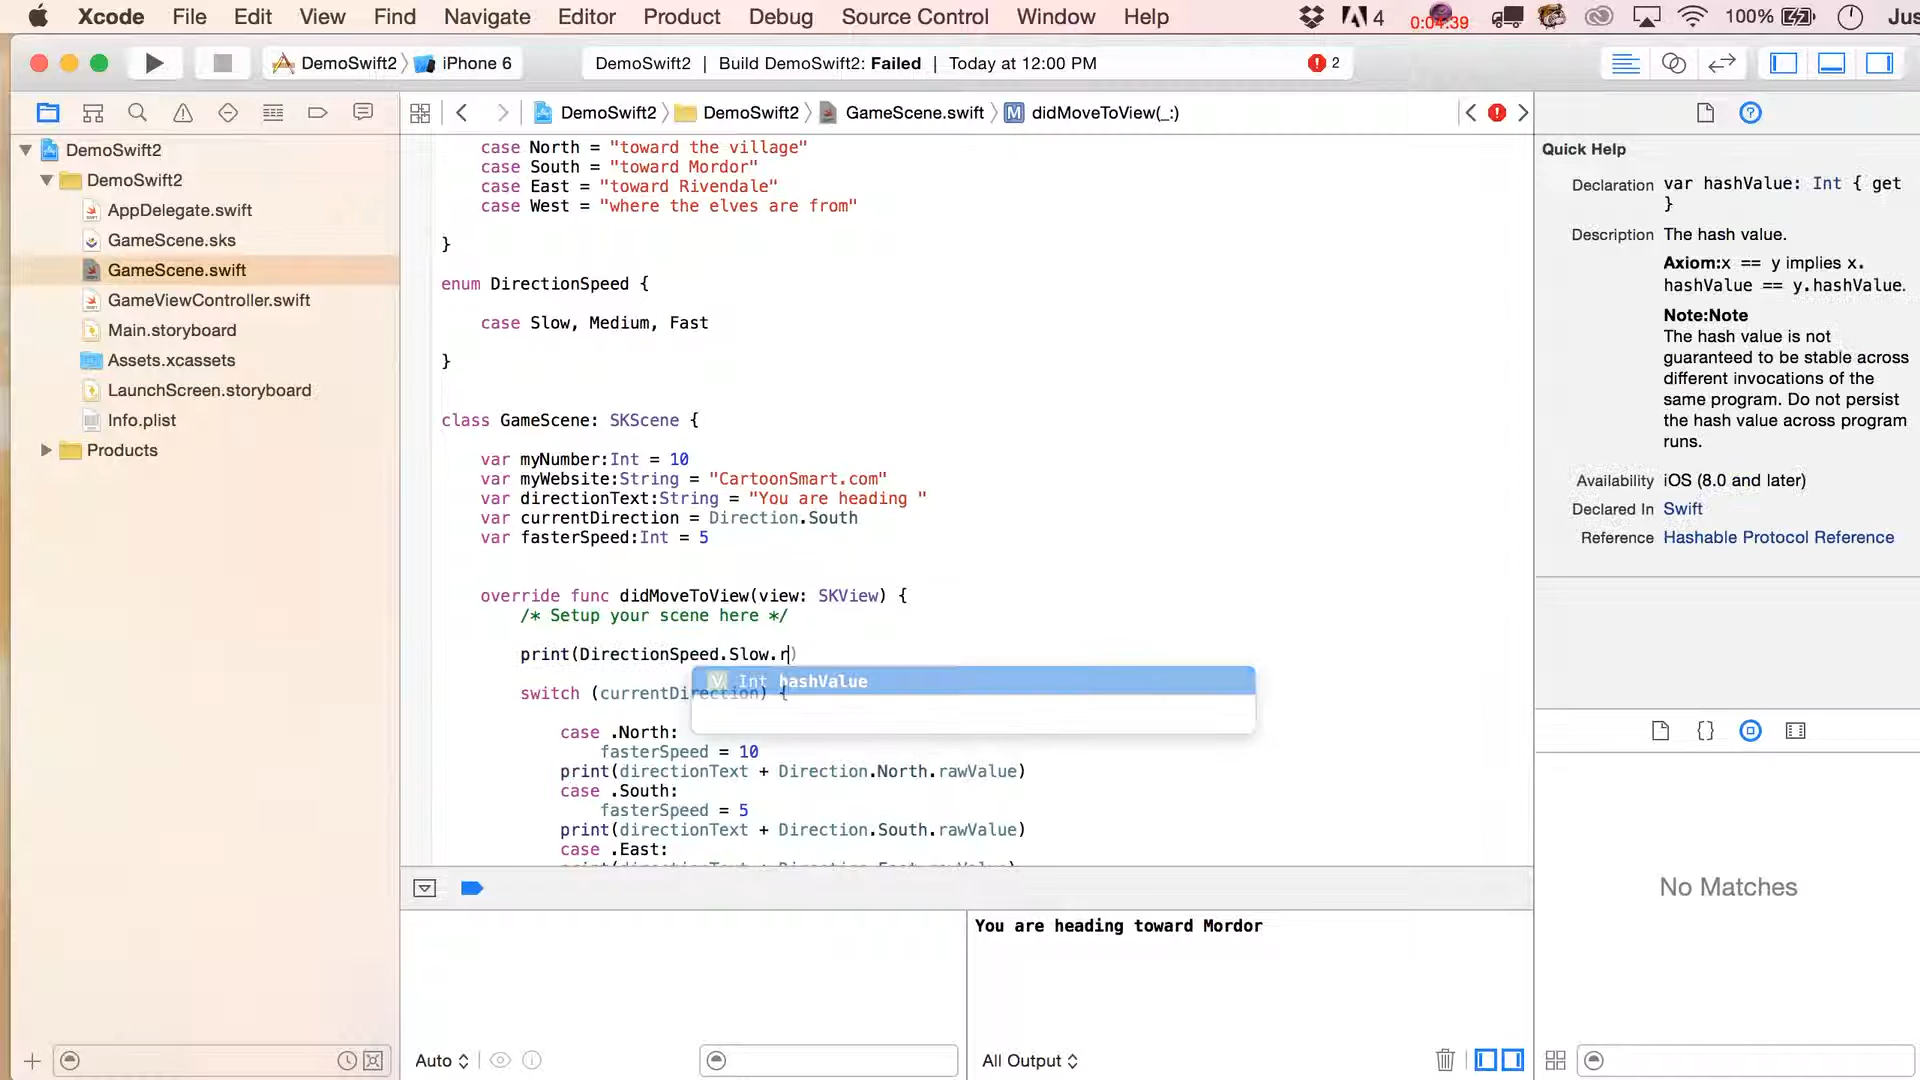 Xcode File Edit View Find Navigate Editor Product Debug Source Control Window Help 4 0:04:39 100% Jus
DemoSwift2 iPhone 6 DemoSwift2 | Build DemoSwift2: Failed | Today at 12:00 PM 2
DemoSwift2 DemoSwift2 GameScene.swift M didMoveToView(_:)
DemoSwift2
DemoSwift2
AppDelegate.swift
GameScene.sks
GameScene.swift
GameViewController.swift
Main.storyboard
Assets.xcassets
LaunchScreen.storyboard
Info.plist
Products
case North = "toward the village"
case South = "toward Mordor"
case East = "toward Rivendale"
case West = "where the elves are from"
}
enum DirectionSpeed {
case Slow, Medium, Fast
}
class GameScene: SKScene {
var myNumber:Int = 10
var myWebsite:String = "CartoonSmart.com"
var directionText:String = "You are heading "
var currentDirection = Direction.South
var fasterSpeed:Int = 5
override func didMoveToView(view: SKView) {
/* Setup your scene here */
print(DirectionSpeed.Slow.r)
V Int hashValue
switch (currentDirection) {
case .North:
fasterSpeed = 10
print(directionText + Direction.North.rawValue)
case .South:
fasterSpeed = 5
print(directionText + Direction.South.rawValue)
case .East:
print(directionText + Direction.East.rawValue)
You are heading toward Mordor
Auto All Output
Quick Help
Declaration var hashValue: Int { get
}
Description The hash value.
Axiom:x == y implies x.
hashValue == y.hashValue.
Note:Note
The hash value is not
guaranteed to be stable across
different invocations of the
same program. Do not persist
the hash value across program
runs.
Availability iOS (8.0 and later)
Declared In Swift
Reference Hashable Protocol Reference
No Matches